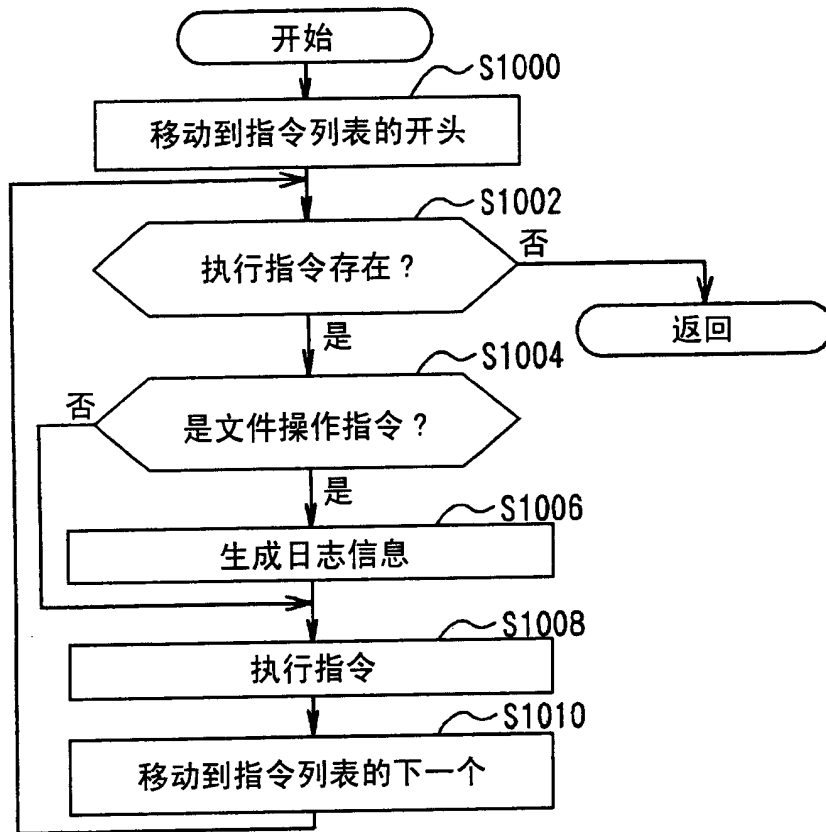 开始
S1000
移动到指令列表的开头
S1002
执行指令存在?
否
返回
是
S1004
否
是文件操作指令?
是
S1006
生成日志信息
S1008
执行指令
S1010
移动到指令列表的下一个